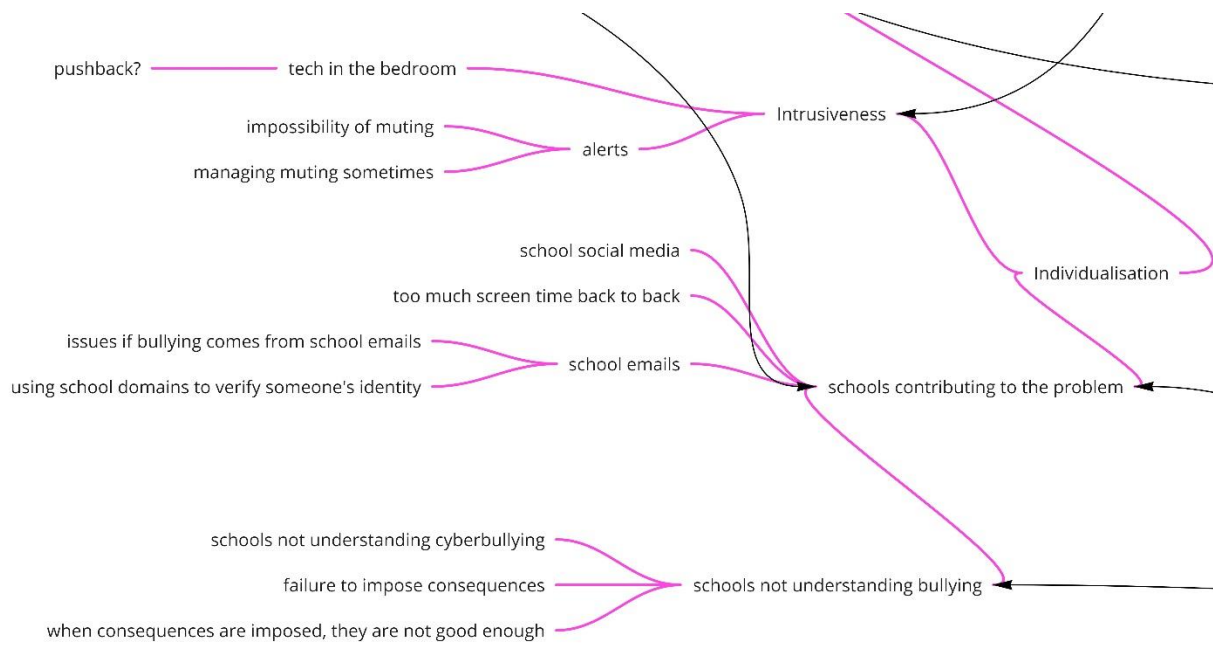 pushback?
tech in the bedroom
Intrusiveness
impossibility of muting
alerts
managing muting sometimes
school social media
Individualisation
too much screen time back to back
issues if bullying comes from school emails
school emails
using school domains to verify someone's identity
schools contributing to the problem
schools not understanding cyberbullying
failure to impose consequences
schools not understanding bullying
when consequences are imposed, they are not good enough